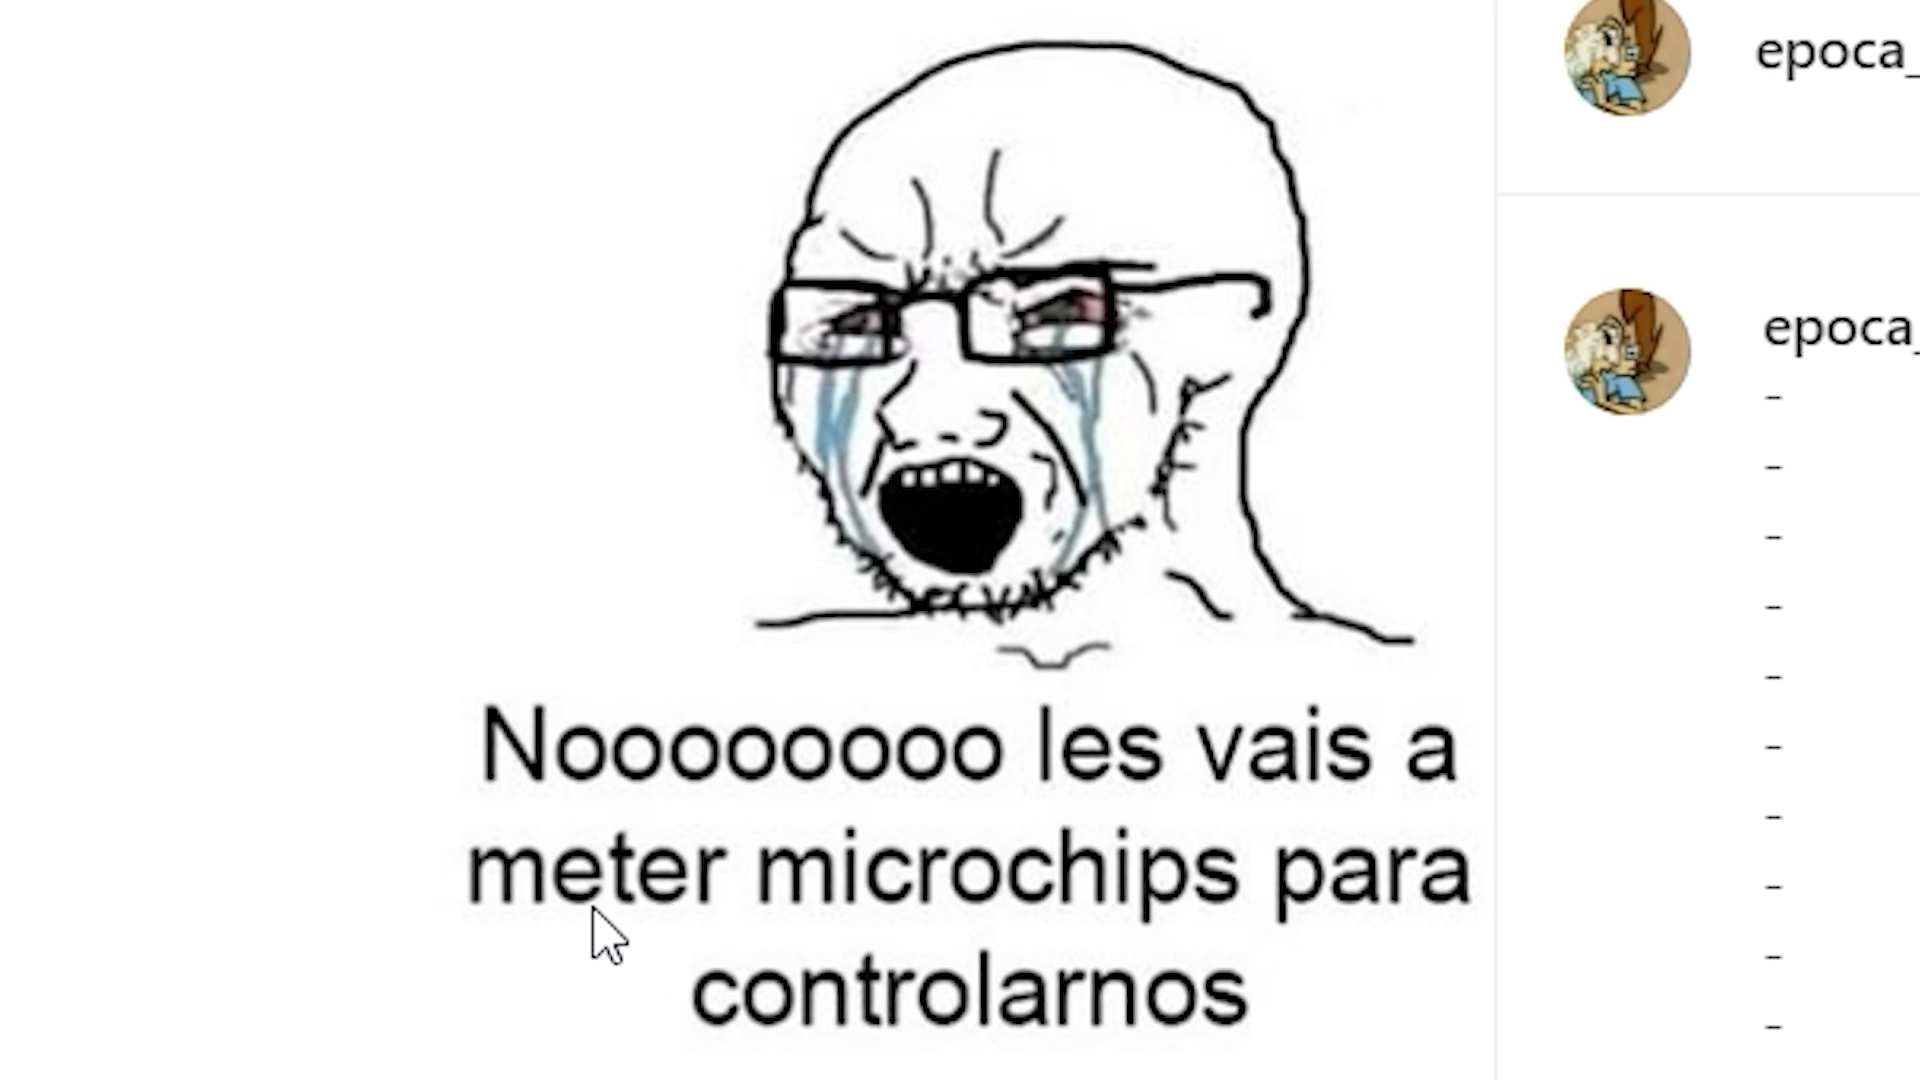 Nooooooooo les vais a
meter microchips para
controlarnos
epoca_
epoca_
-
-
-
-
-
-
-
-
-
-